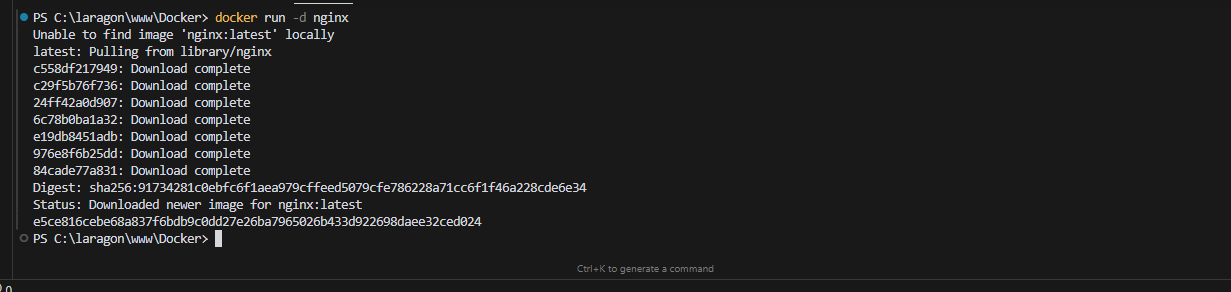 PS C:\laragon\www\Docker> docker run -d nginx
Unable to find image 'nginx:latest' locally
latest: Pulling from library/nginx
c558df217949: Download complete
c29f5b76f736: Download complete
24ff42a0d907: Download complete
6c78b0ba1a32: Download complete
e19db8451adb: Download complete
976e8f6b25dd: Download complete
84cade77a831: Download complete
Digest: sha256:91734281c0ebfc6f1aea979cffeed5079cfe786228a71cc6f1f46a228cde6e34
Status: Downloaded newer image for nginx:latest
e5ce816cebe68a837f6bdb9c0dd27e26ba7965026b433d922698daee32ced024
PS C:\laragon\www\Docker>
Ctrl+K to generate a command
0